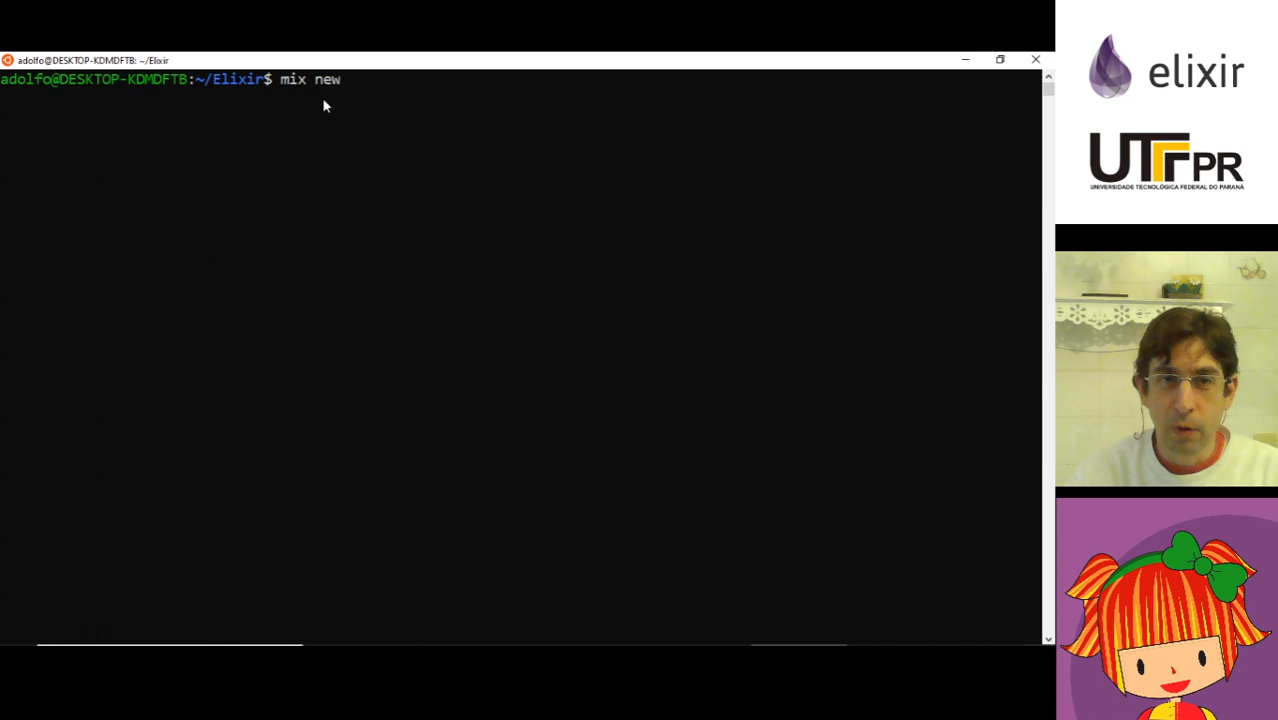 adolfo@DESKTOP-KDMDFTB: ~/Elixir
adolfo@DESKTOP-KDMDFTB:~/Elixir$ mix new
elixir
UTFPR
UNIVERSIDADE TECNOLÓGICA FEDERAL DO PARANÁ